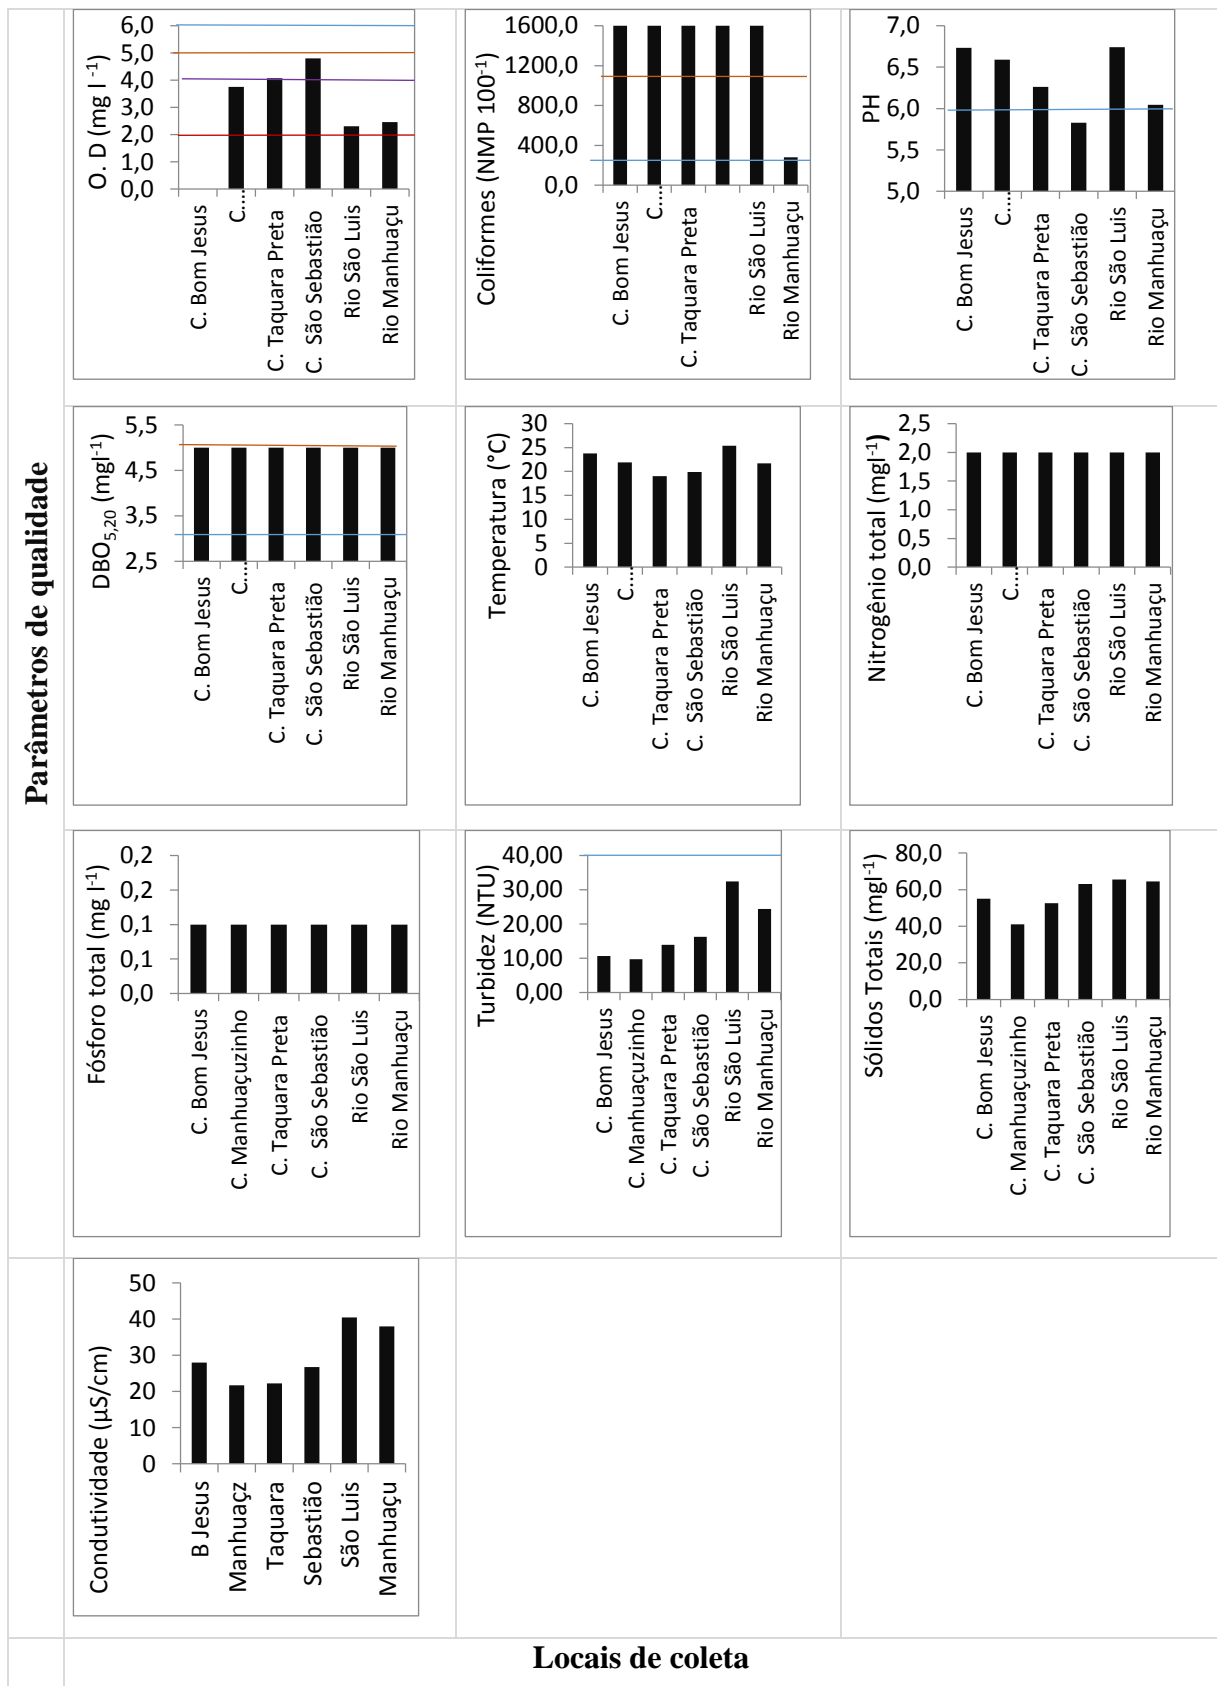 Parâmetros de qualidade
O. D (mg l -1)
6,0
5,0
4,0
3,0
2,0
1,0
0,0
C. Bom Jesus
C....
C. Taquara Preta
C. São Sebastião
Rio São Luis
Rio Manhuaçu
Coliformes (NMP 100-1)
1600,0
1200,0
800,0
400,0
0,0
C. Bom Jesus
C....
C. Taquara Preta
Rio São Luis
Rio Manhuaçu
PH
7,0
6,5
6,0
5,5
5,0
C. Bom Jesus
C....
C. Taquara Preta
C. São Sebastião
Rio São Luis
Rio Manhuaçu
DBO5,20 (mgl-1)
5,5
4,5
3,5
2,5
C. Bom Jesus
C....
C. Taquara Preta
C. São Sebastião
Rio São Luis
Rio Manhuaçu
Temperatura (°C)
30
25
20
15
10
5
0
C. Bom Jesus
C....
C. Taquara Preta
C. São Sebastião
Rio São Luis
Rio Manhuaçu
Nitrogênio total (mgl-1)
2,5
2,0
1,5
1,0
0,5
0,0
C. Bom Jesus
C....
C. Taquara Preta
C. São Sebastião
Rio São Luis
Rio Manhuaçu
Fósforo total (mg l-1)
0,2
0,2
0,1
0,1
0,0
C. Bom Jesus
C. Manhuaçuzinho
C. Taquara Preta
C. São Sebastião
Rio São Luis
Rio Manhuaçu
Turbidez (NTU)
40,00
30,00
20,00
10,00
0,00
C. Bom Jesus
C. Manhuaçuzinho
C. Taquara Preta
C. São Sebastião
Rio São Luis
Rio Manhuaçu
Sólidos Totais (mgl-1)
80,0
60,0
40,0
20,0
0,0
C. Bom Jesus
C. Manhuaçuzinho
C. Taquara Preta
C. São Sebastião
Rio São Luis
Rio Manhuaçu
Condutividade (µS/cm)
50
40
30
20
10
0
B Jesus
Manhuaçz
Taquara
Sebastião
São Luis
Manhuaçu
Locais de coleta